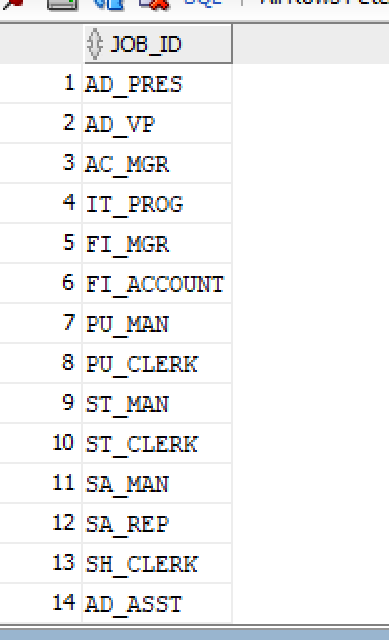 JOB_ID
1 AD_PRES
2 AD_VP
3 AC_MGR
4 IT_PROG
5 FI_MGR
6 FI_ACCOUNT
7 PU_MAN
8 PU_CLERK
9 ST_MAN
10 ST_CLERK
11 SA_MAN
12 SA_REP
13 SH_CLERK
14 AD_ASST